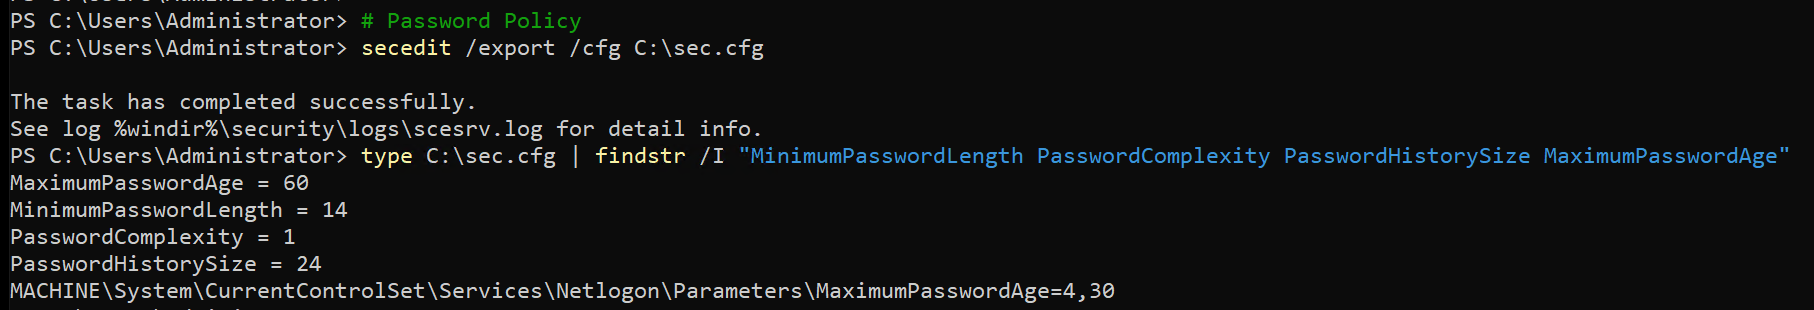 PS C:\Users\Administrator> # Password Policy
PS C:\Users\Administrator> secedit /export /cfg C:\sec.cfg
The task has completed successfully.
See log %windir%\security\logs\scesrv.log for detail info.
PS C:\Users\Administrator> type C:\sec.cfg | findstr /I "MinimumPasswordLength PasswordComplexity PasswordHistorySize MaximumPasswordAge"
MaximumPasswordAge = 60
MinimumPasswordLength = 14
PasswordComplexity = 1
PasswordHistorySize = 24
MACHINE\System\CurrentControlSet\Services\Netlogon\Parameters\MaximumPasswordAge=4,30